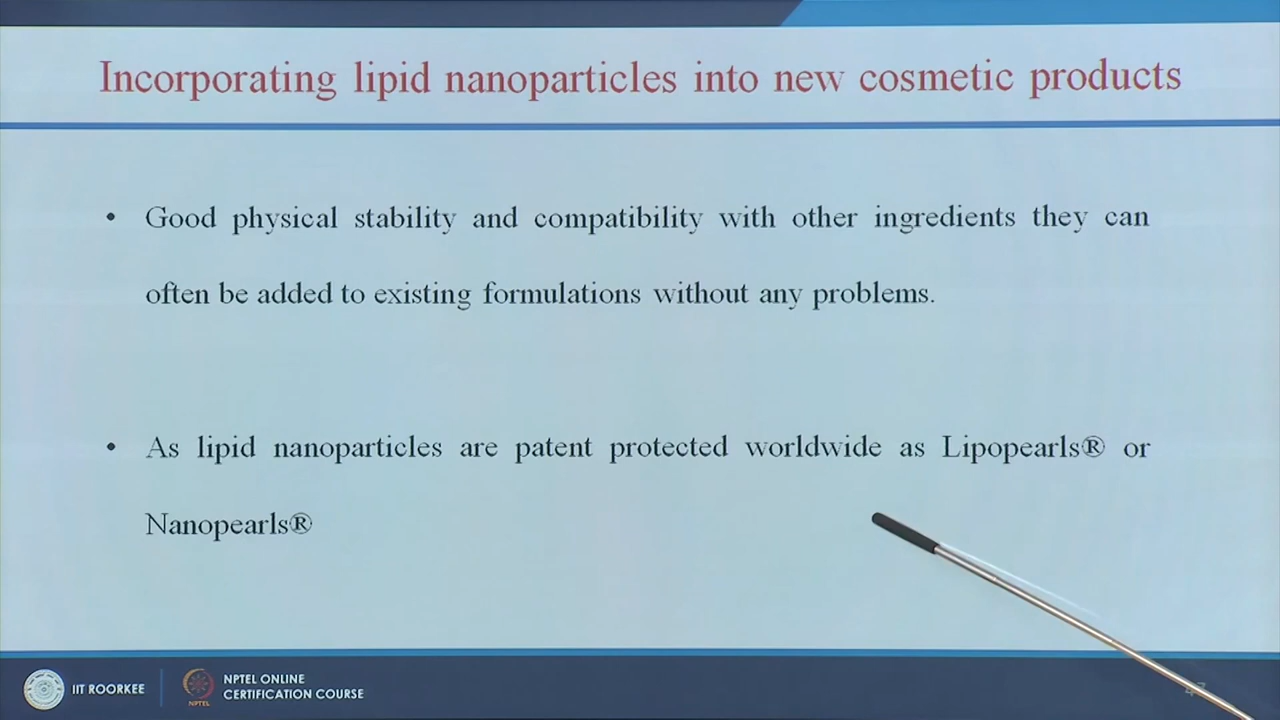 Incorporating lipid nanoparticles into new cosmetic products
• Good physical stability and compatibility with other ingredients they can
often be added to existing formulations without any problems.
• As lipid nanoparticles are patent protected worldwide as Lipopearls® or
Nanopearls®
IIT ROORKEE
NPTEL
NPTEL ONLINE
CERTIFICATION COURSE